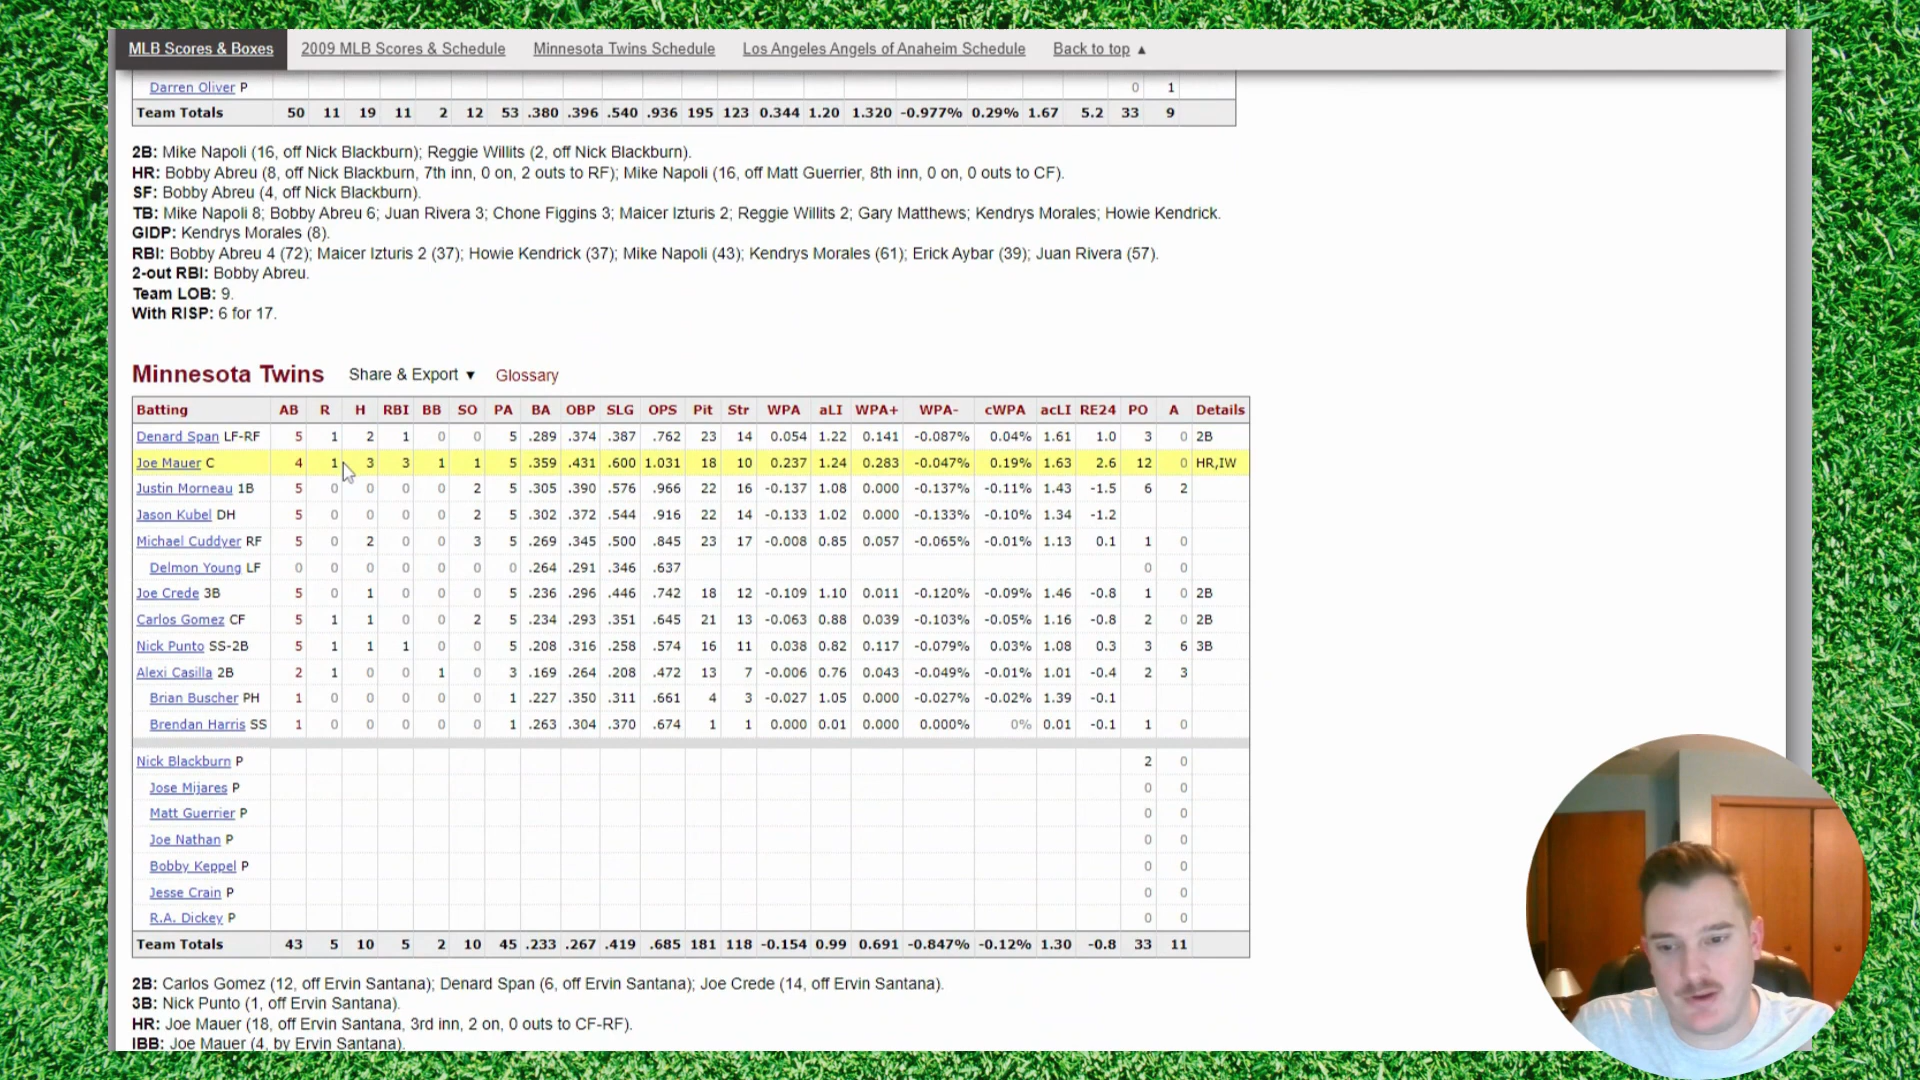 MLB Scores & Boxes 2009 MLB Scores & Schedule Minnesota Twins Schedule Los Angeles Angels of Anaheim Schedule Back to top ▲
Darren Oliver P 0 1
Team Totals 50 11 19 11 2 12 53 .380 .396 .540 .936 195 123 0.344 1.20 1.320 -0.977% 0.29% 1.67 5.2 33 9
2B: Mike Napoli (16, off Nick Blackburn); Reggie Willits (2, off Nick Blackburn).
HR: Bobby Abreu (8, off Nick Blackburn, 7th inn, 0 on, 2 outs to RF); Mike Napoli (16, off Matt Guerrier, 8th inn, 0 on, 0 outs to CF).
SF: Bobby Abreu (4, off Nick Blackburn).
TB: Mike Napoli 8; Bobby Abreu 6; Juan Rivera 3; Chone Figgins 3; Maicer Izturis 2; Reggie Willits 2; Gary Matthews; Kendrys Morales; Howie Kendrick.
GIDP: Kendrys Morales (8).
RBI: Bobby Abreu 4 (72); Maicer Izturis 2 (37); Howie Kendrick (37); Mike Napoli (43); Kendrys Morales (61); Erick Aybar (39); Juan Rivera (57).
2-out RBI: Bobby Abreu.
Team LOB: 9.
With RISP: 6 for 17.
Minnesota Twins Share & Export ▼ Glossary
Batting AB R H RBI BB SO PA BA OBP SLG OPS Pit Str WPA aLI WPA+ WPA- cWPA acLI RE24 PO A Details
Denard Span LF-RF 5 1 2 1 0 0 5 .289 .374 .387 .762 23 14 0.054 1.22 0.141 -0.087% 0.04% 1.61 1.0 3 0 2B
Joe Mauer C 4 1 3 3 1 1 5 .359 .431 .600 1.031 18 10 0.237 1.24 0.283 -0.047% 0.19% 1.63 2.6 12 0 HR,IW
Justin Morneau 1B 5 0 0 0 0 2 5 .305 .390 .576 .966 22 16 -0.137 1.08 0.000 -0.137% -0.11% 1.43 -1.5 6 2
Jason Kubel DH 5 0 0 0 0 2 5 .302 .372 .544 .916 22 14 -0.133 1.02 0.000 -0.133% -0.10% 1.34 -1.2
Michael Cuddyer RF 5 0 2 0 0 3 5 .269 .345 .500 .845 23 17 -0.008 0.85 0.057 -0.065% -0.01% 1.13 0.1 1 0
Delmon Young LF 0 0 0 0 0 0 0 .264 .291 .346 .637 0 0
Joe Crede 3B 5 0 1 0 0 0 5 .236 .296 .446 .742 18 12 -0.109 1.10 0.011 -0.120% -0.09% 1.46 -0.8 1 0 2B
Carlos Gomez CF 5 1 1 0 0 2 5 .234 .293 .351 .645 21 13 -0.063 0.88 0.039 -0.103% -0.05% 1.16 -0.8 2 0 2B
Nick Punto SS-2B 5 1 1 1 0 0 5 .208 .316 .258 .574 16 11 0.038 0.82 0.117 -0.079% 0.03% 1.08 0.3 3 6 3B
Alexi Casilla 2B 2 1 0 0 1 0 3 .169 .264 .208 .472 13 7 -0.006 0.76 0.043 -0.049% -0.01% 1.01 -0.4 2 3
Brian Buscher PH 1 0 0 0 0 0 1 .227 .350 .311 .661 4 3 -0.027 1.05 0.000 -0.027% -0.02% 1.39 -0.1
Brendan Harris SS 1 0 0 0 0 0 1 .263 .304 .370 .674 1 1 0.000 0.01 0.000 0.000% 0% 0.01 -0.1 1 0
Nick Blackburn P 2 0
Jose Mijares P 0 0
Matt Guerrier P 0 0
Joe Nathan P 0 0
Bobby Keppel P 0 0
Jesse Crain P 0 0
R.A. Dickey P 0 0
Team Totals 43 5 10 5 2 10 45 .233 .267 .419 .685 181 118 -0.154 0.99 0.691 -0.847% -0.12% 1.30 -0.8 33 11
2B: Carlos Gomez (12, off Ervin Santana); Denard Span (6, off Ervin Santana); Joe Crede (14, off Ervin Santana).
3B: Nick Punto (1, off Ervin Santana).
HR: Joe Mauer (18, off Ervin Santana, 3rd inn, 2 on, 0 outs to CF-RF).
IBB: Joe Mauer (4, by Ervin Santana).